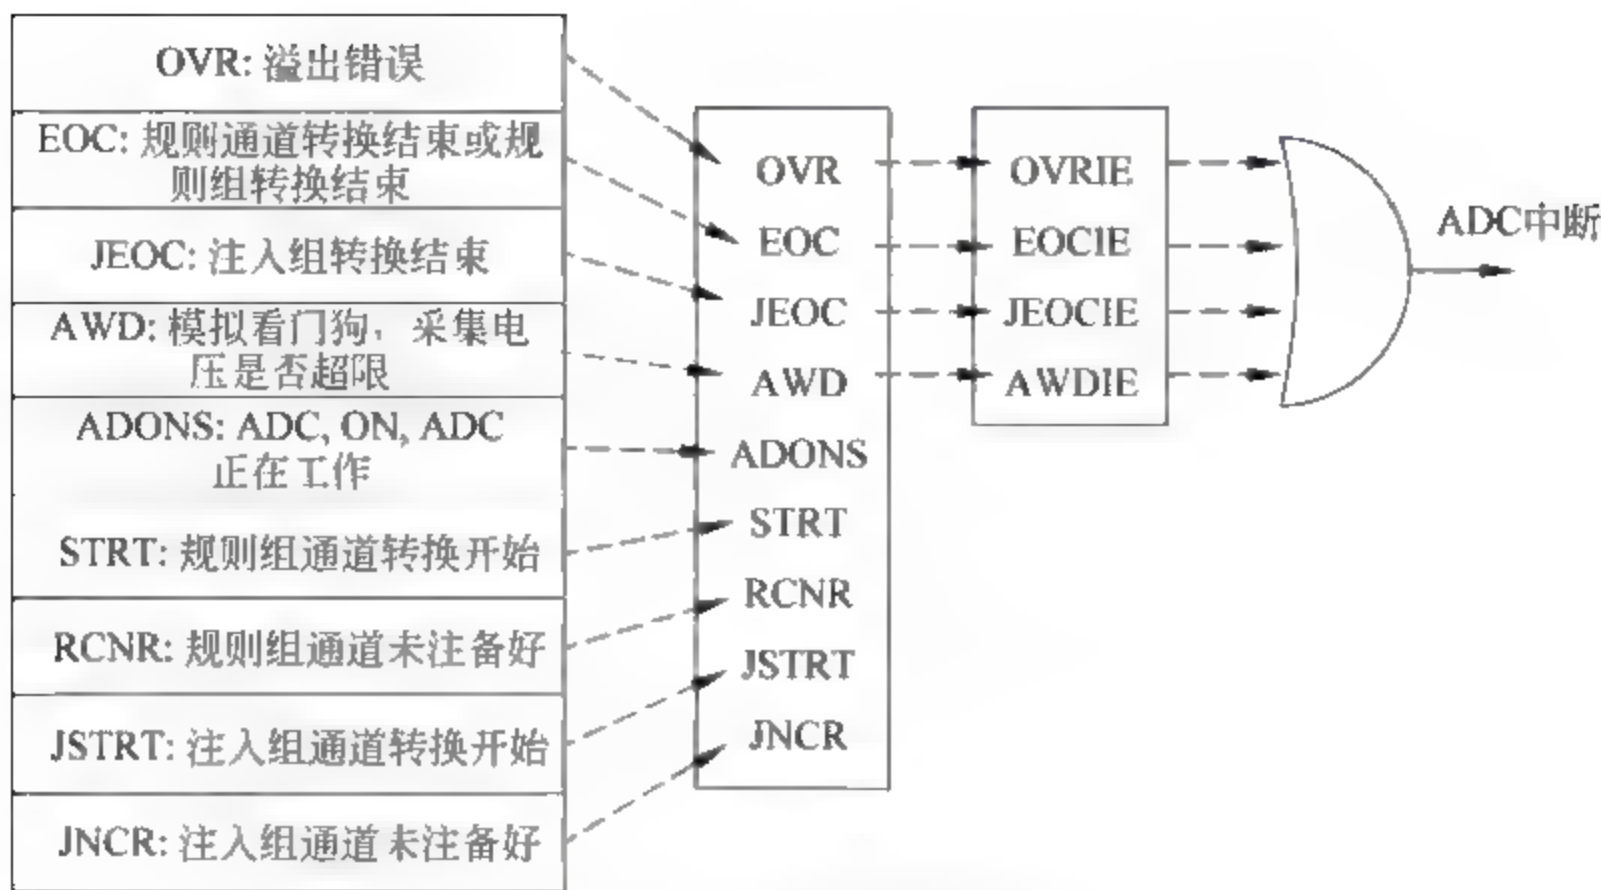 OVR: 溢出错误
EOC: 规则通道转换结束或规
则组转换结束
JEOC: 注入组转换结束
AWD: 模拟看门狗，采集电
压是否超限
ADONS: ADC, ON, ADC
正在工作
STRT: 规则组通道转换开始
RCNR: 规则组通道未注备好
JSTRT: 注入组通道转换开始
JNCR: 注入组通道未注备好
OVR
EOC
JEOC
AWD
ADONS
STRT
RCNR
JSTRT
JNCR
OVRIE
EOCIE
JEOCIE
AWDIE
ADC中断